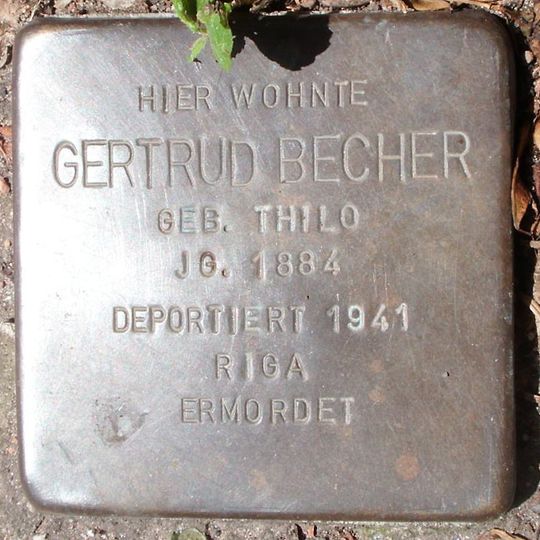 HIER WOHNTE
GERTRUD BECHER
GEB. THILO
JG. 1884
DEPORTIERT 1941
RIGA
ERMORDET